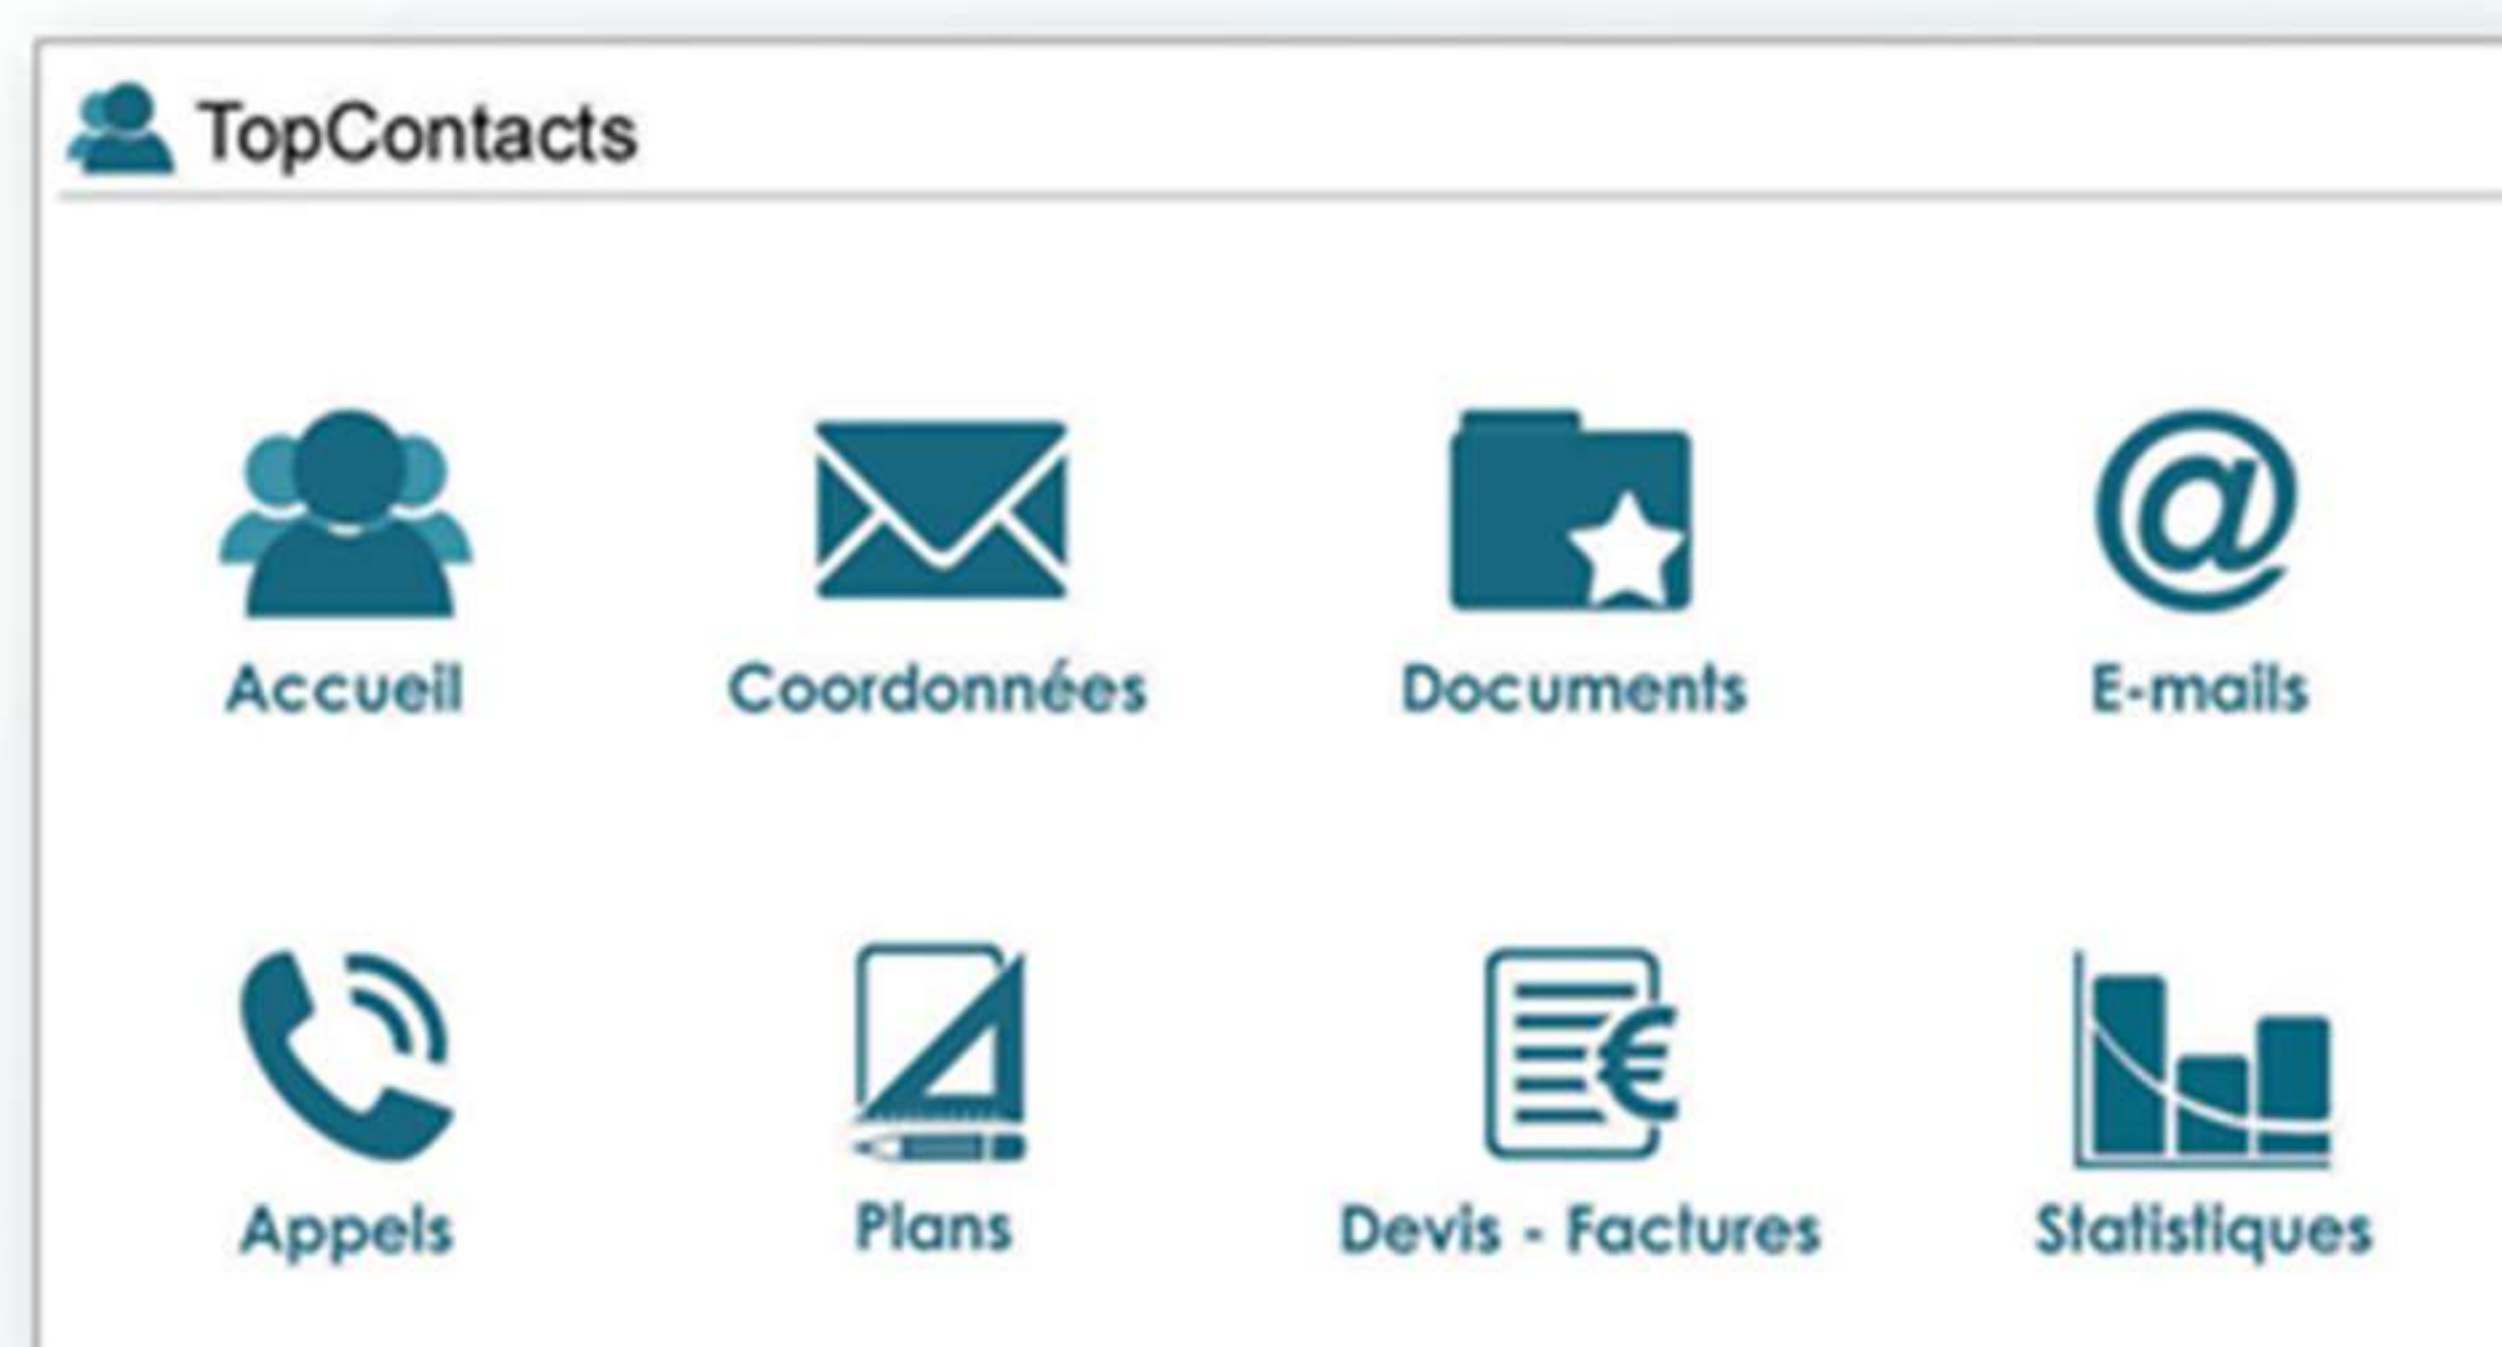 TopContacts
Accueil Coordonnées Documents E-mails
Appels Plans Devis - Factures Statistiques